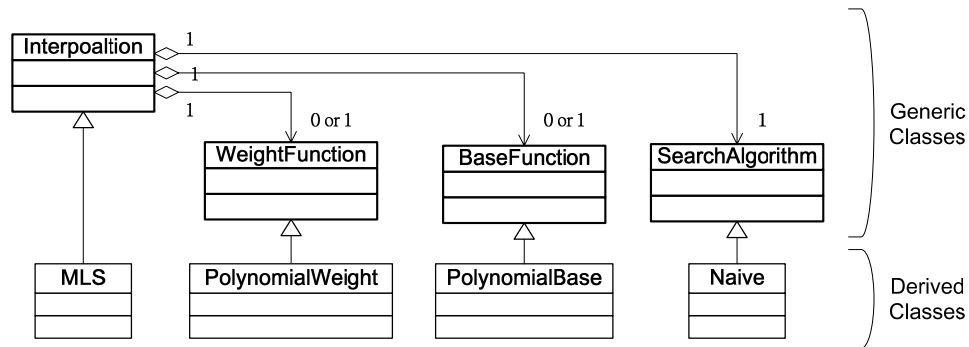 Interpoaltion
1
1
1
0 or 1
0 or 1
1
Generic
Classes
WeightFunction
BaseFunction
SearchAlgorithm
MLS
PolynomialWeight
PolynomialBase
Naive
Derived
Classes